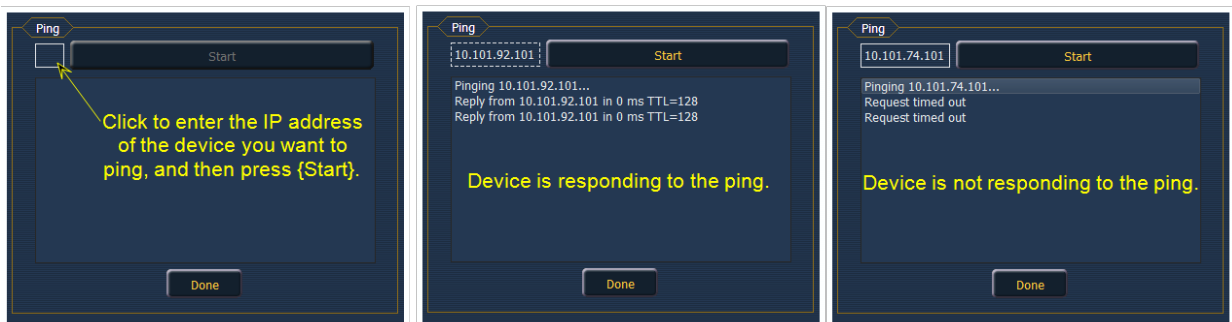 Ping
Start
Click to enter the IP address
of the device you want to
ping, and then press {Start}.
Done
Ping
10.101.92.101
Start
Pinging 10.101.92.101...
Reply from 10.101.92.101 in 0 ms TTL=128
Reply from 10.101.92.101 in 0 ms TTL=128
Device is responding to the ping.
Done
Ping
10.101.74.101
Start
Pinging 10.101.74.101...
Request timed out
Request timed out
Device is not responding to the ping.
Done